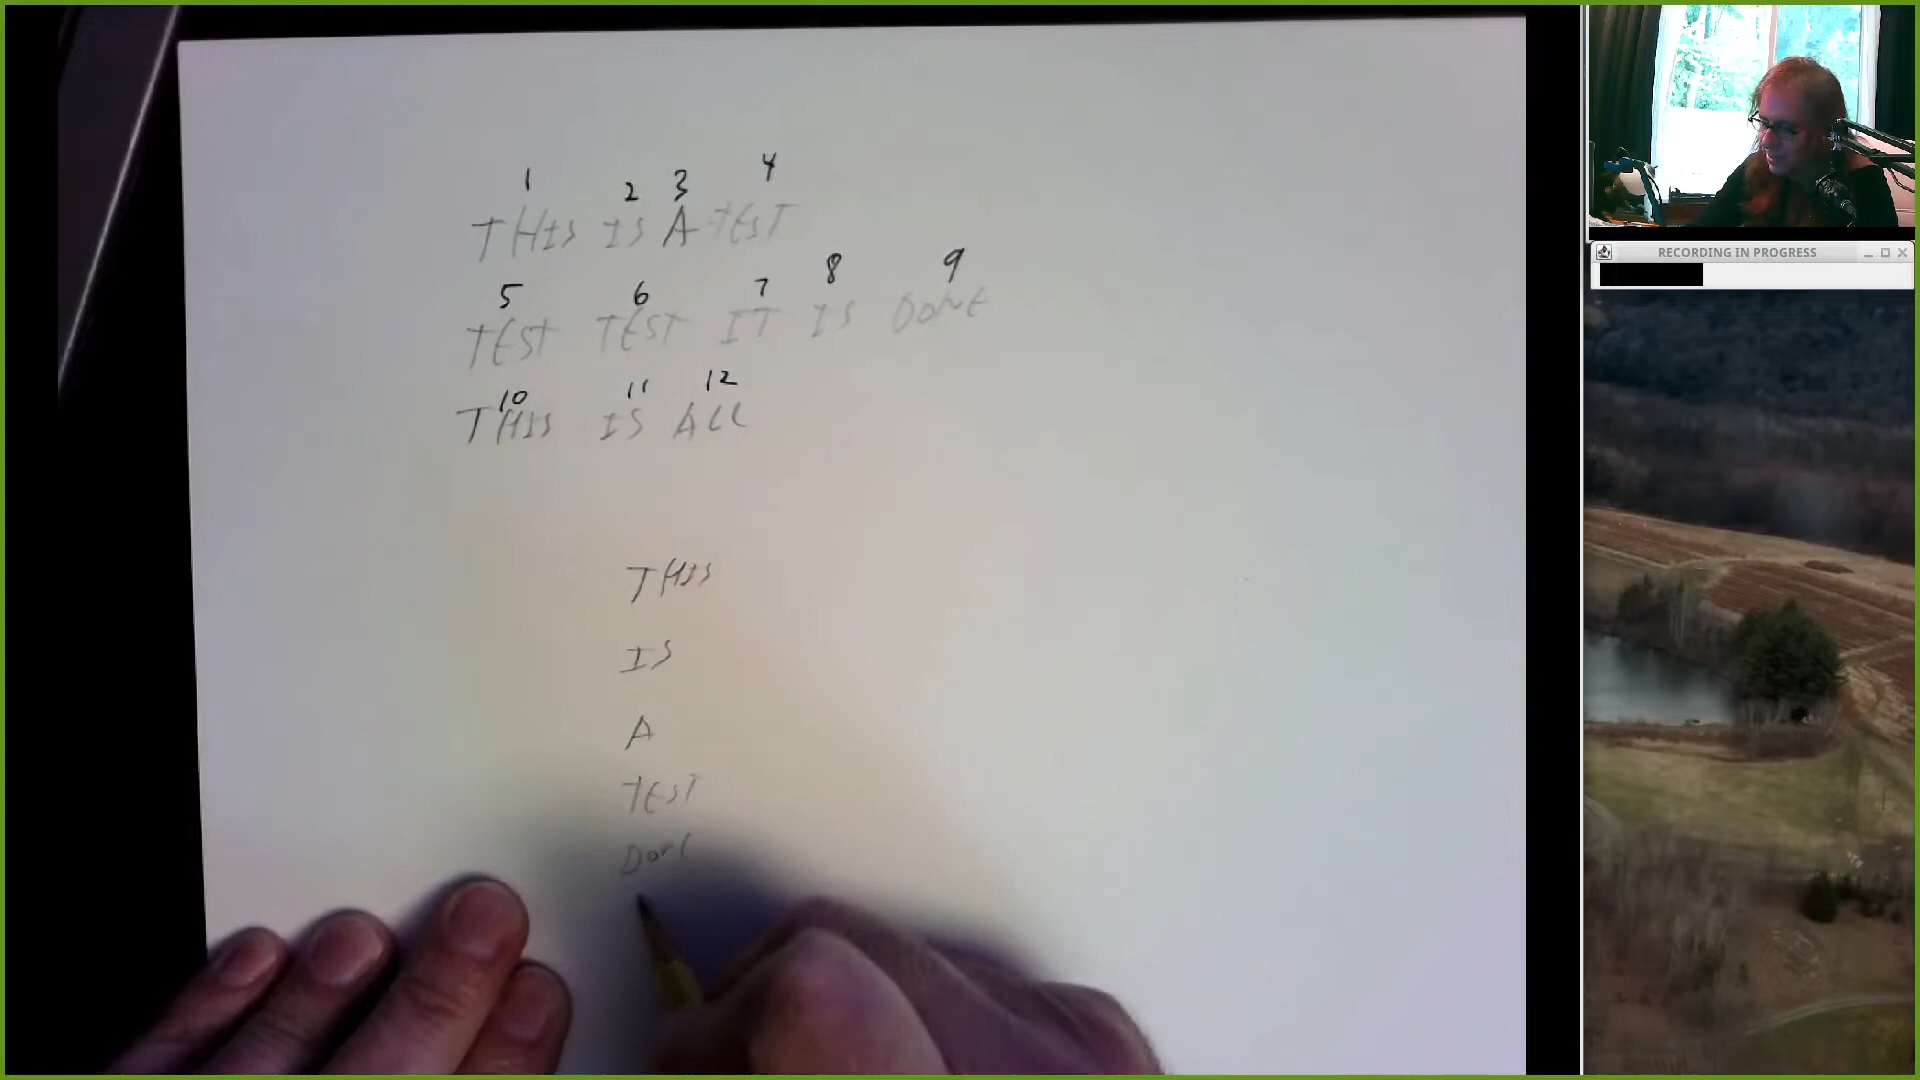 1 2 3 4
THIS IS A TEST
5 6 7 8 9
TEST TEST IT IS DONE
10 11 12
THIS IS ALL
THIS
IS
A
TEST
DONE
RECORDING IN PROGRESS